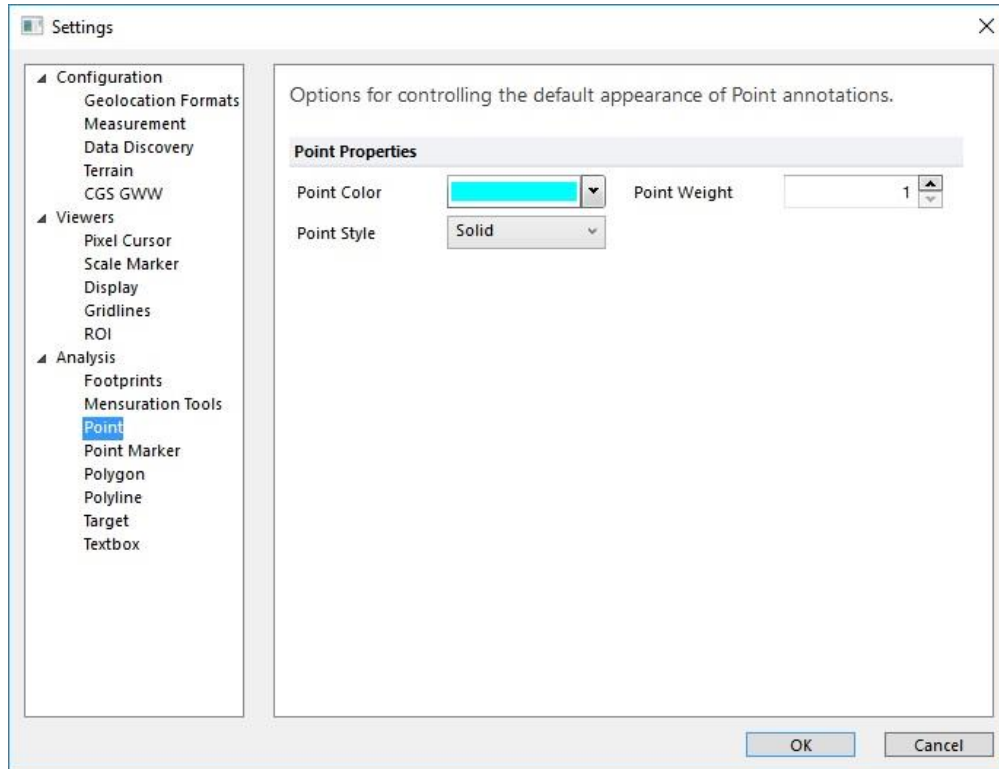 Settings
Configuration
Geolocation Formats
Measurement
Data Discovery
Terrain
CGS GWW
Viewers
Pixel Cursor
Scale Marker
Display
Gridlines
ROI
Analysis
Footprints
Mensuration Tools
Point
Point Marker
Polygon
Polyline
Target
Textbox
Options for controlling the default appearance of Point annotations.
Point Properties
Point Color
Point Weight 1
Point Style Solid
OK Cancel